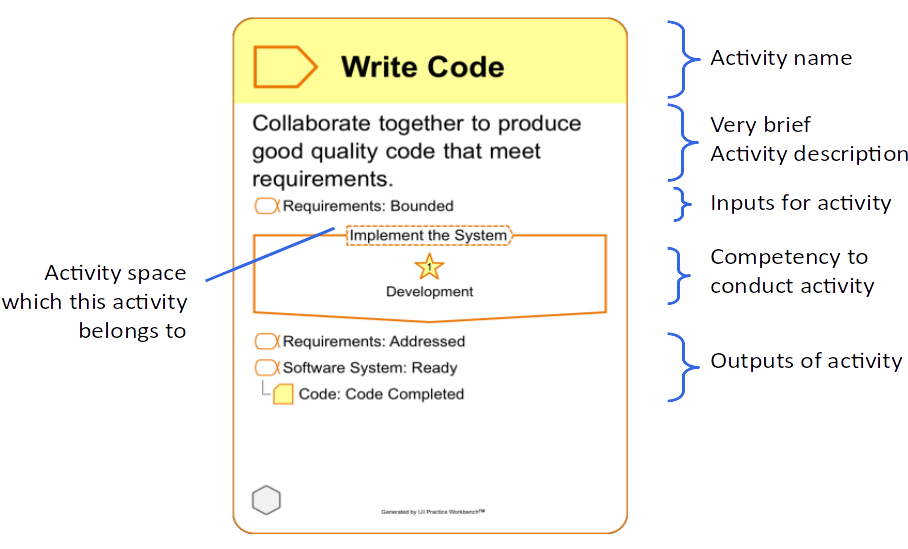 Write Code
Activity name
Collaborate together to produce
good quality code that meet
requirements.
Very brief
Activity description
Requirements: Bounded
Inputs for activity
Implement the System
1
Development
Competency to
conduct activity
Activity space
which this activity
belongs to
Requirements: Addressed
Software System: Ready
Code: Code Completed
Outputs of activity
Generated by IJI Practice Workbench™